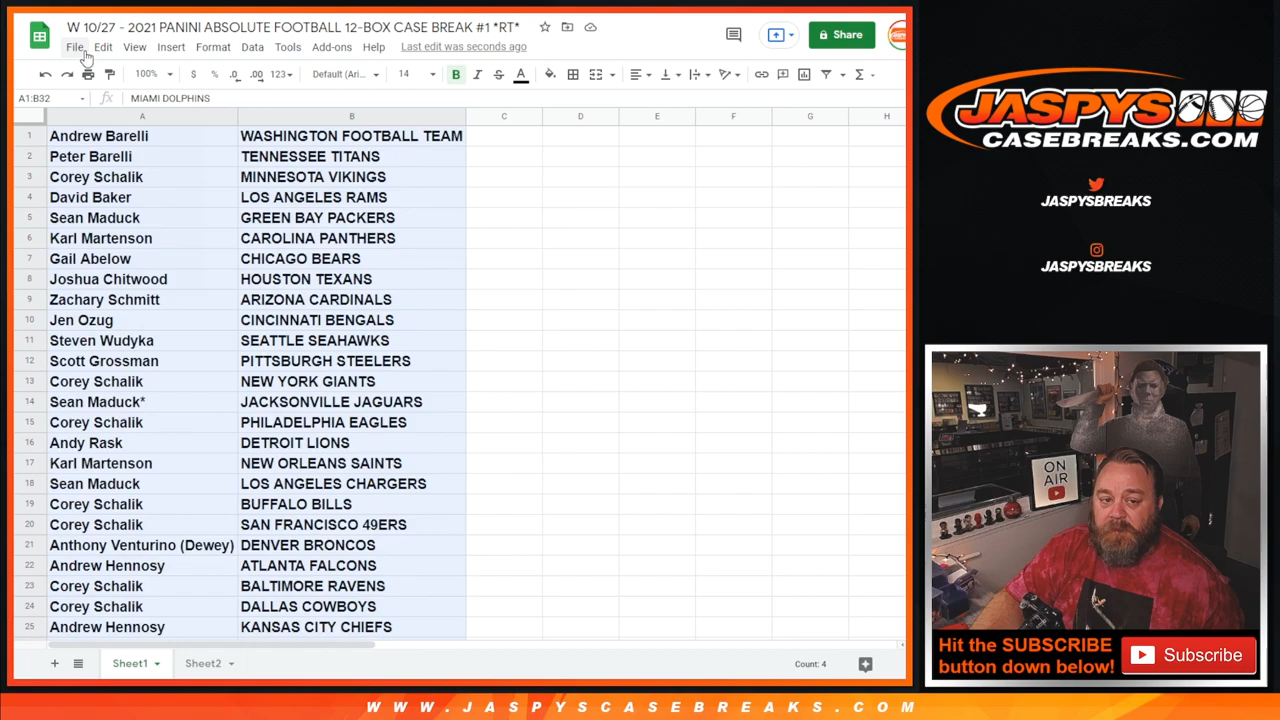 W 10/27 - 2021 PANINI ABSOLUTE FOOTBALL 12-BOX CASE BREAK #1 *RT*
File Edit View Insert Format Data Tools Add-ons Help Last edit was seconds ago
Share
100% $ % .0 .00 123 Default (Ari... 14 B I S A
A1:B32 fx MIAMI DOLPHINS
A B C D E F G H
1 Andrew Barelli WASHINGTON FOOTBALL TEAM
2 Peter Barelli TENNESSEE TITANS
3 Corey Schalik MINNESOTA VIKINGS
4 David Baker LOS ANGELES RAMS
5 Sean Maduck GREEN BAY PACKERS
6 Karl Martenson CAROLINA PANTHERS
7 Gail Abelow CHICAGO BEARS
8 Joshua Chitwood HOUSTON TEXANS
9 Zachary Schmitt ARIZONA CARDINALS
10 Jen Ozug CINCINNATI BENGALS
11 Steven Wudyka SEATTLE SEAHAWKS
12 Scott Grossman PITTSBURGH STEELERS
13 Corey Schalik NEW YORK GIANTS
14 Sean Maduck* JACKSONVILLE JAGUARS
15 Corey Schalik PHILADELPHIA EAGLES
16 Andy Rask DETROIT LIONS
17 Karl Martenson NEW ORLEANS SAINTS
18 Sean Maduck LOS ANGELES CHARGERS
19 Corey Schalik BUFFALO BILLS
20 Corey Schalik SAN FRANCISCO 49ERS
21 Anthony Venturino (Dewey) DENVER BRONCOS
22 Andrew Hennosy ATLANTA FALCONS
23 Corey Schalik BALTIMORE RAVENS
24 Corey Schalik DALLAS COWBOYS
25 Andrew Hennosy KANSAS CITY CHIEFS
Sheet1 Sheet2 Count: 4
JASPYS
CASEBREAKS.COM
JASPYSBREAKS
JASPYSBREAKS
ON
AIR
Hit the SUBSCRIBE
button down below!
Subscribe
WWW.JASPYSCASEBREAKS.COM